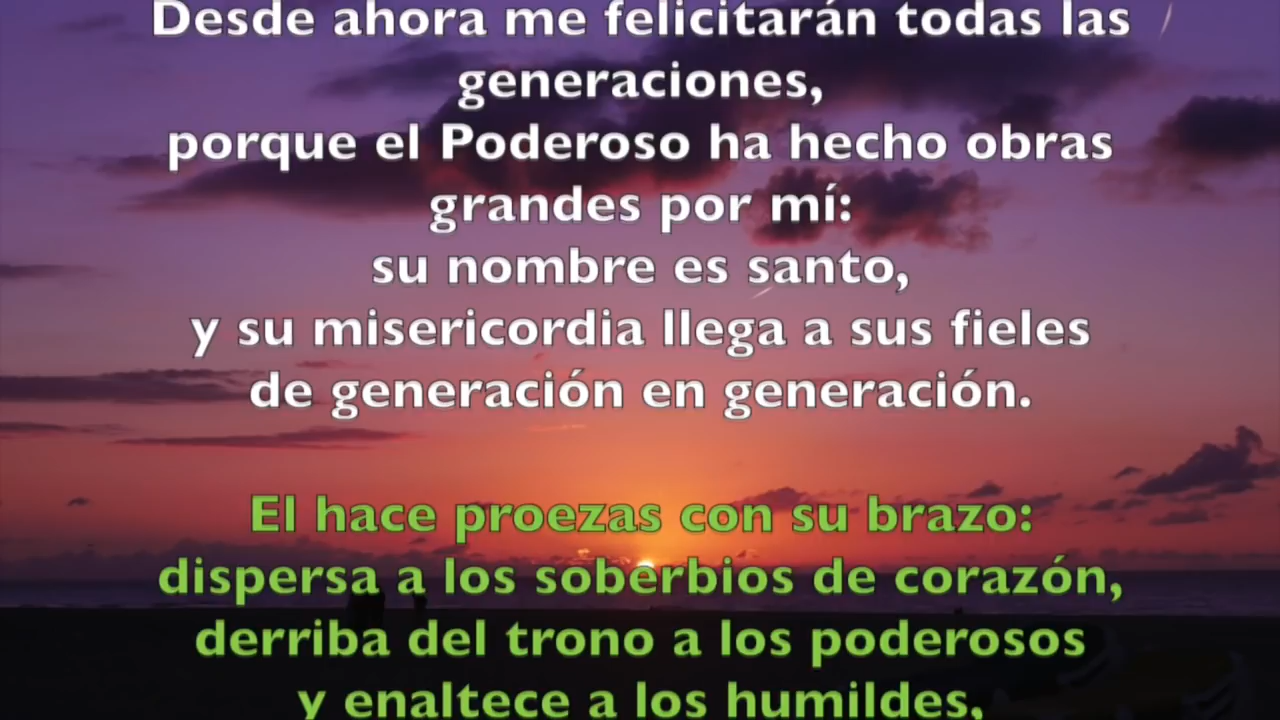 Desde ahora me felicitarán todas las
generaciones,
porque el Poderoso ha hecho obras
grandes por mí:
su nombre es santo,
y su misericordia llega a sus fieles
de generación en generación.
El hace proezas con su brazo:
dispersa a los soberbios de corazón,
derriba del trono a los poderosos
y enaltece a los humildes,